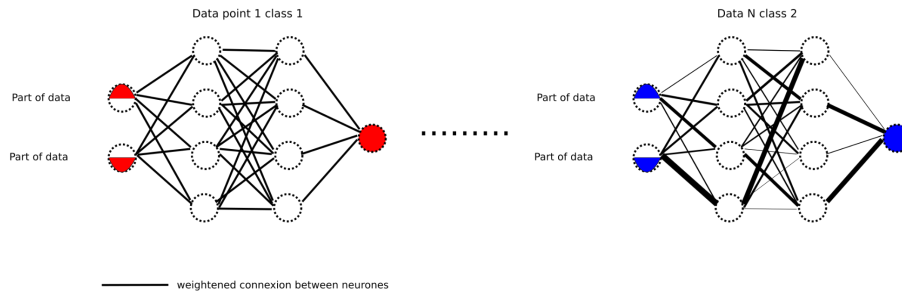 Data point 1 class 1
Data N class 2
Part of data
Part of data
Part of data
Part of data
weightened connexion between neurones